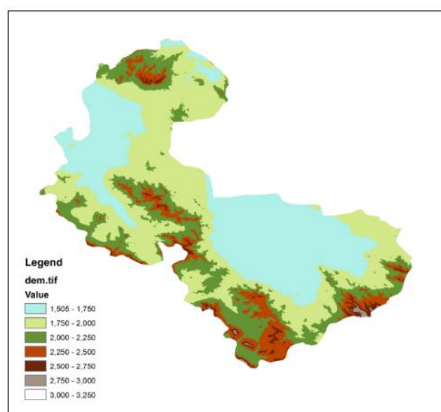 Legend
dem.tif
Value
1,505 - 1,750
1,750 - 2,000
2,000 - 2,250
2,250 - 2,500
2,500 - 2,750
2,750 - 3,000
3,000 - 3,250